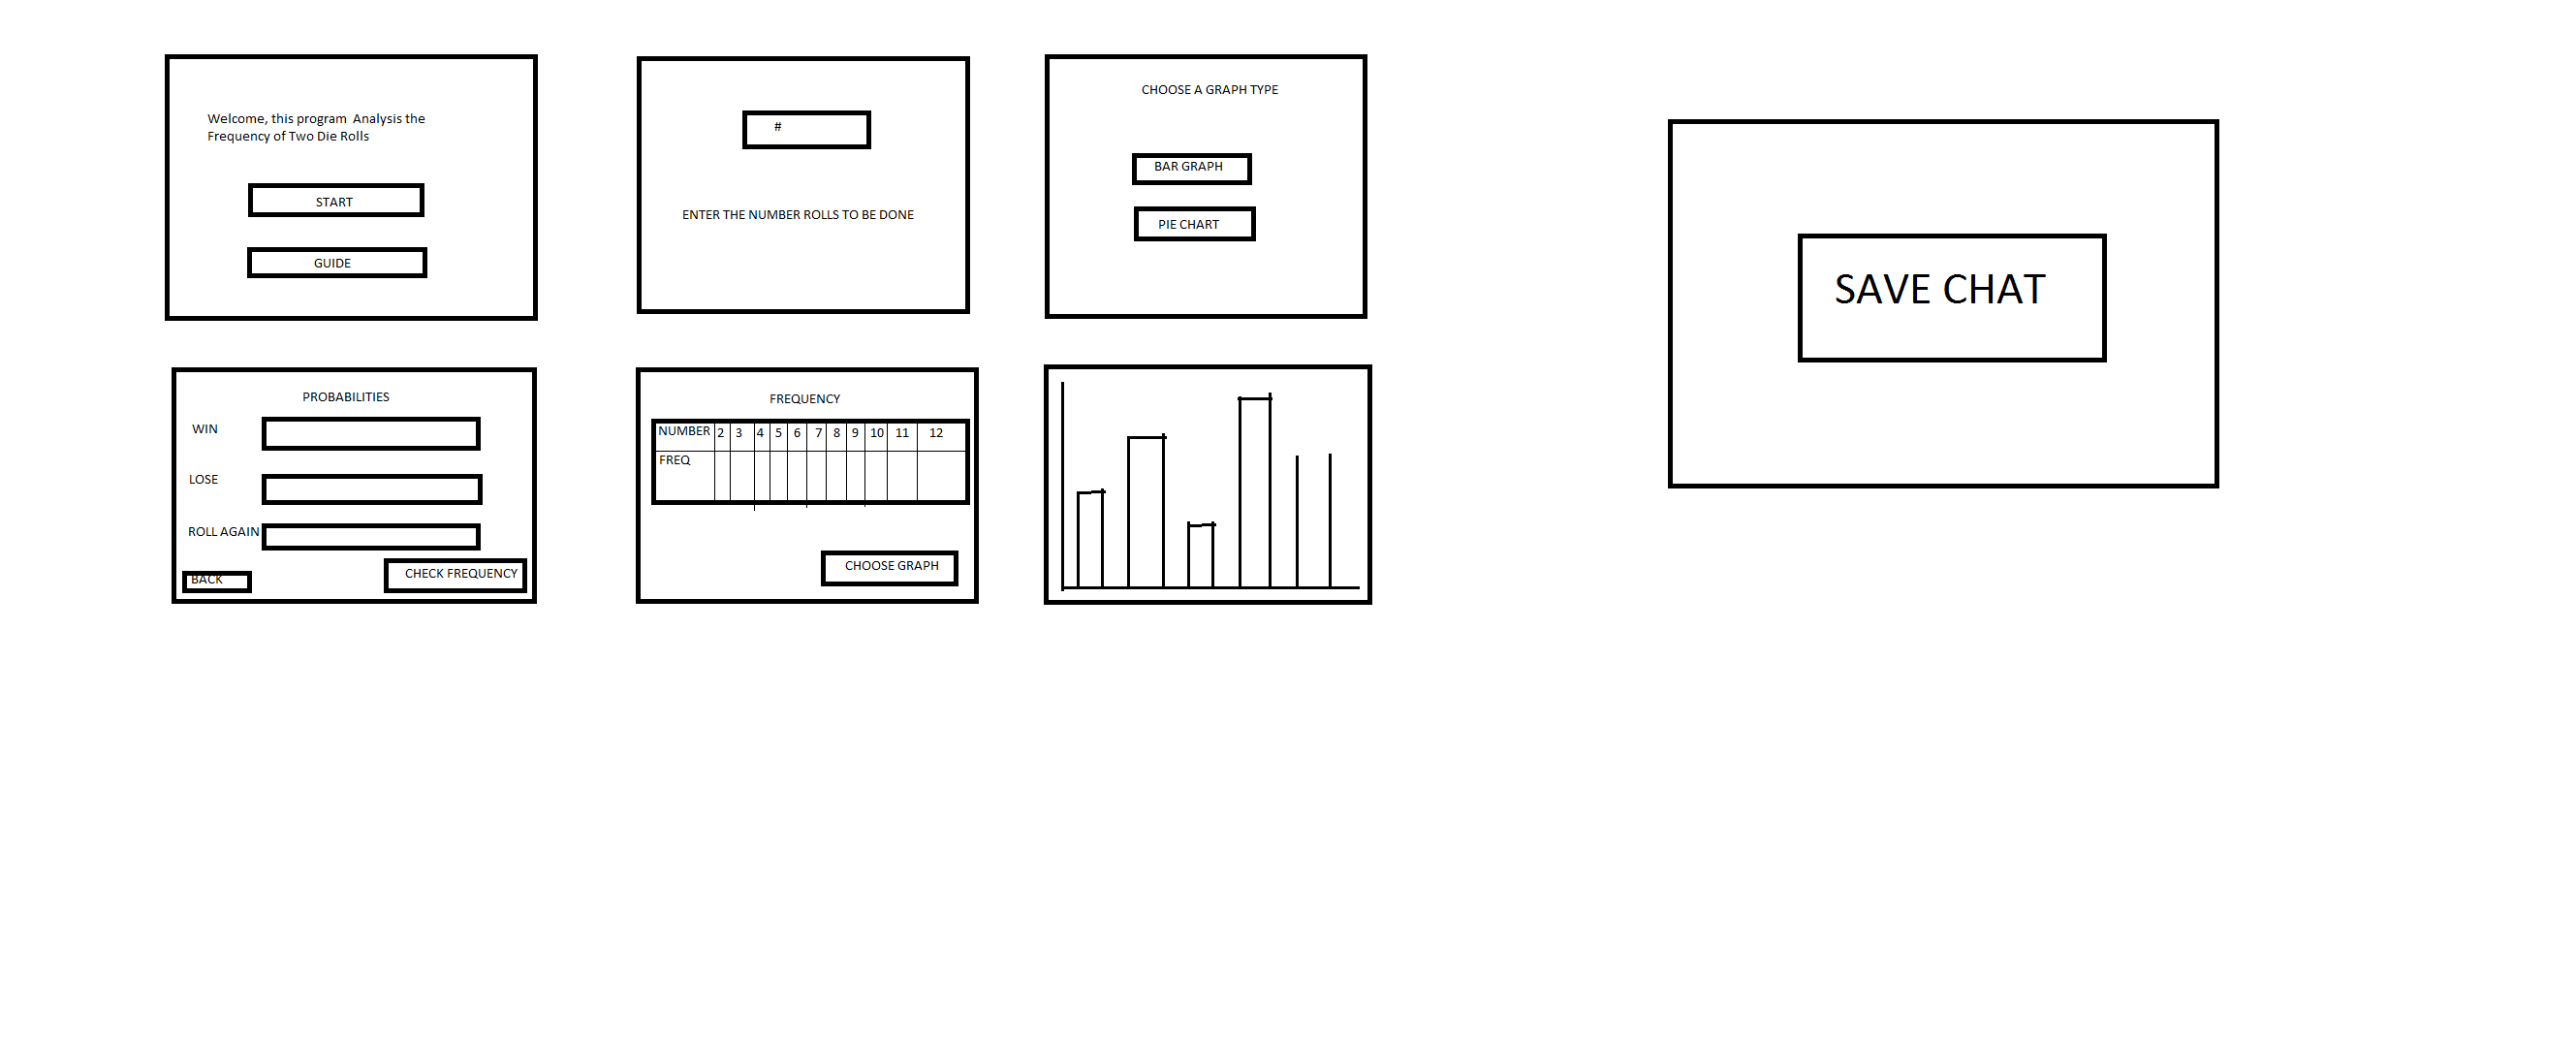 Welcome, this program  Analysis the
Frequency of Two Die Rolls
START
GUIDE
#
ENTER THE NUMBER ROLLS TO BE DONE
CHOOSE A GRAPH TYPE
BAR GRAPH
PIE CHART
SAVE CHAT
PROBABILITIES
WIN
LOSE
ROLL AGAIN
BACK
CHECK FREQUENCY
FREQUENCY
NUMBER 2 3 4 5 6 7 8 9 10 11 12
FREQ
CHOOSE GRAPH